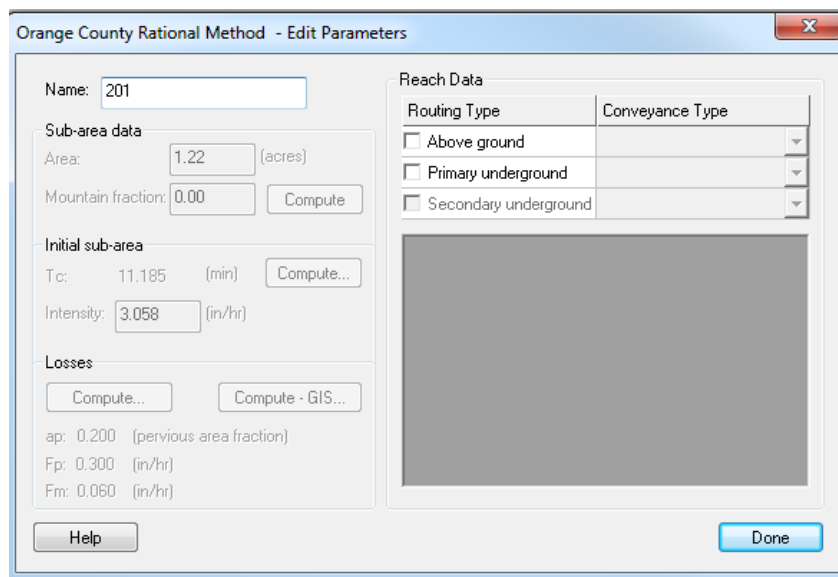 Orange County Rational Method - Edit Parameters
Name: 201
Sub-area data
Area: 1.22 (acres)
Mountain fraction: 0.00 Compute
Initial sub-area
Tc: 11.185 (min) Compute...
Intensity: 3.058 (in/hr)
Losses
Compute... Compute - GIS...
ap: 0.200 (pervious area fraction)
Fp: 0.300 (in/hr)
Fm: 0.060 (in/hr)
Help
Reach Data
Routing Type Conveyance Type
Above ground
Primary underground
Secondary underground
Done